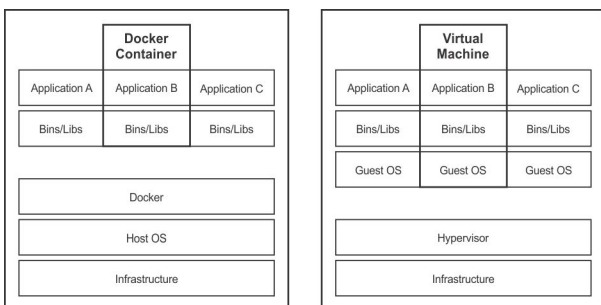 Docker
Container
Application A Application B Application C
Bins/Libs Bins/Libs Bins/Libs
Docker
Host OS
Infrastructure
Virtual
Machine
Application A Application B Application C
Bins/Libs Bins/Libs Bins/Libs
Guest OS Guest OS Guest OS
Hypervisor
Infrastructure